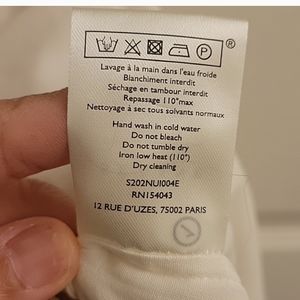 ®
Lavage à la main dans l'eau froide
Blanchiment interdit
Séchage en tambour interdit
Repassage 110°max
Nettoyage à sec tous solvants normaux
Hand wash in cold water
Do not bleach
Do not tumble dry
Iron low heat (110°)
Dry cleaning
S202NUI004E
RN154043
12 RUE D'UZES, 75002 PARIS